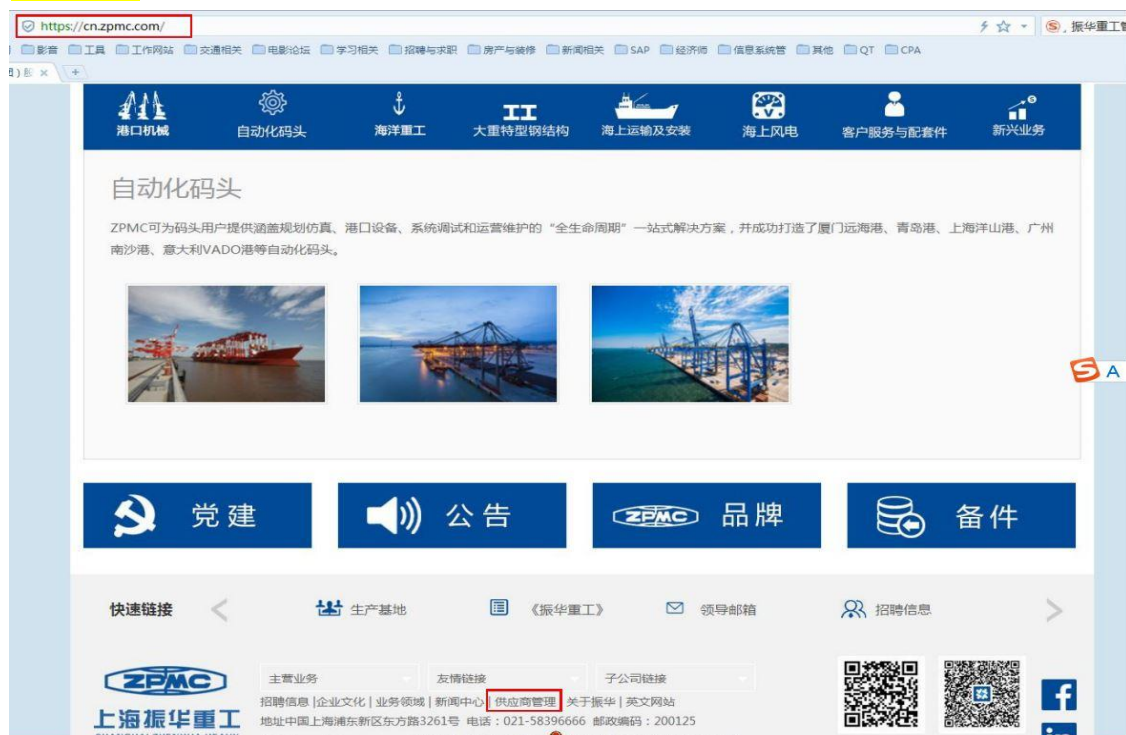 https://cn.zpmc.com/
振华重工
影音 工具 工作网站 交通相关 电影论坛 学习相关 招聘与求职 房产与装修 新闻相关 SAP 经济师 信息系统管 其他 QT CPA
港口机械 自动化码头 海洋重工 大重特型钢结构 海上运输及安装 海上风电 客户服务与配套件 新兴业务
自动化码头
ZPMC可为码头用户提供涵盖规划仿真、港口设备、系统调试和运营维护的“全生命周期”一站式解决方案，并成功打造了厦门远海港、青岛港、上海洋山港、广州
南沙港、意大利VADO港等自动化码头。
A
党建 公告 ZPMC 品牌 备件
快速链接 生产基地 《振华重工》 领导邮箱 招聘信息
ZPMC
主营业务 友情链接 子公司链接
招聘信息 |企业文化 | 业务领域 | 新闻中心 | 供应商管理 | 关于振华 | 英文网站
上海振华重工
地址中国上海浦东新区东方路3261号 电话：021-58396666 邮政编码：200125